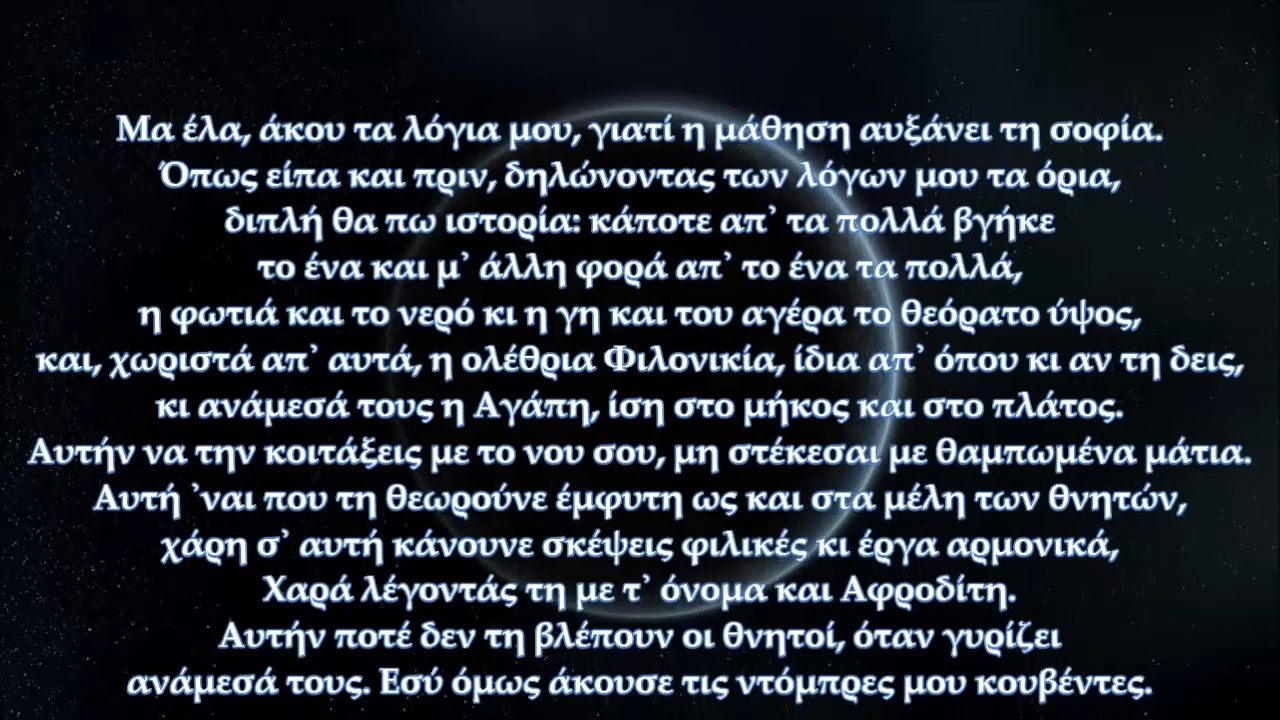 Μα έλα, άκου τα λόγια μου, γιατί η μάθηση αυξάνει τη σοφία.
Όπως είπα και πριν, δηλώνοντας των λόγων μου τα όρια,
διπλή θα πω ιστορία: κάποτε απ᾽ τα πολλά βγήκε
το ένα και μ᾽ άλλη φορά απ᾽ το ένα τα πολλά,
η φωτιά και το νερό κι η γη και του αγέρα το θεόρατο ύψος,
και, χωριστά απ᾽ αυτά, η ολέθρια Φιλονικία, ίδια απ᾽ όπου κι αν τη δεις,
κι ανάμεσά τους η Αγάπη, ίση στο μήκος και στο πλάτος.
Αυτήν να την κοιτάξεις με το νου σου, μη στέκεσαι με θαμπωμένα μάτια.
Αυτή ᾽ναι που τη θεωρούνε έμφυτη ως και στα μέλη των θνητών,
χάρη σ᾽ αυτή κάνουνε σκέψεις φιλικές κι έργα αρμονικά,
Χαρά λέγοντάς τη με τ᾽ όνομα και Αφροδίτη.
Αυτήν ποτέ δεν τη βλέπουν οι θνητοί, όταν γυρίζει
ανάμεσά τους. Εσύ όμως άκουσε τις ντόμπρες μου κουβέντες.